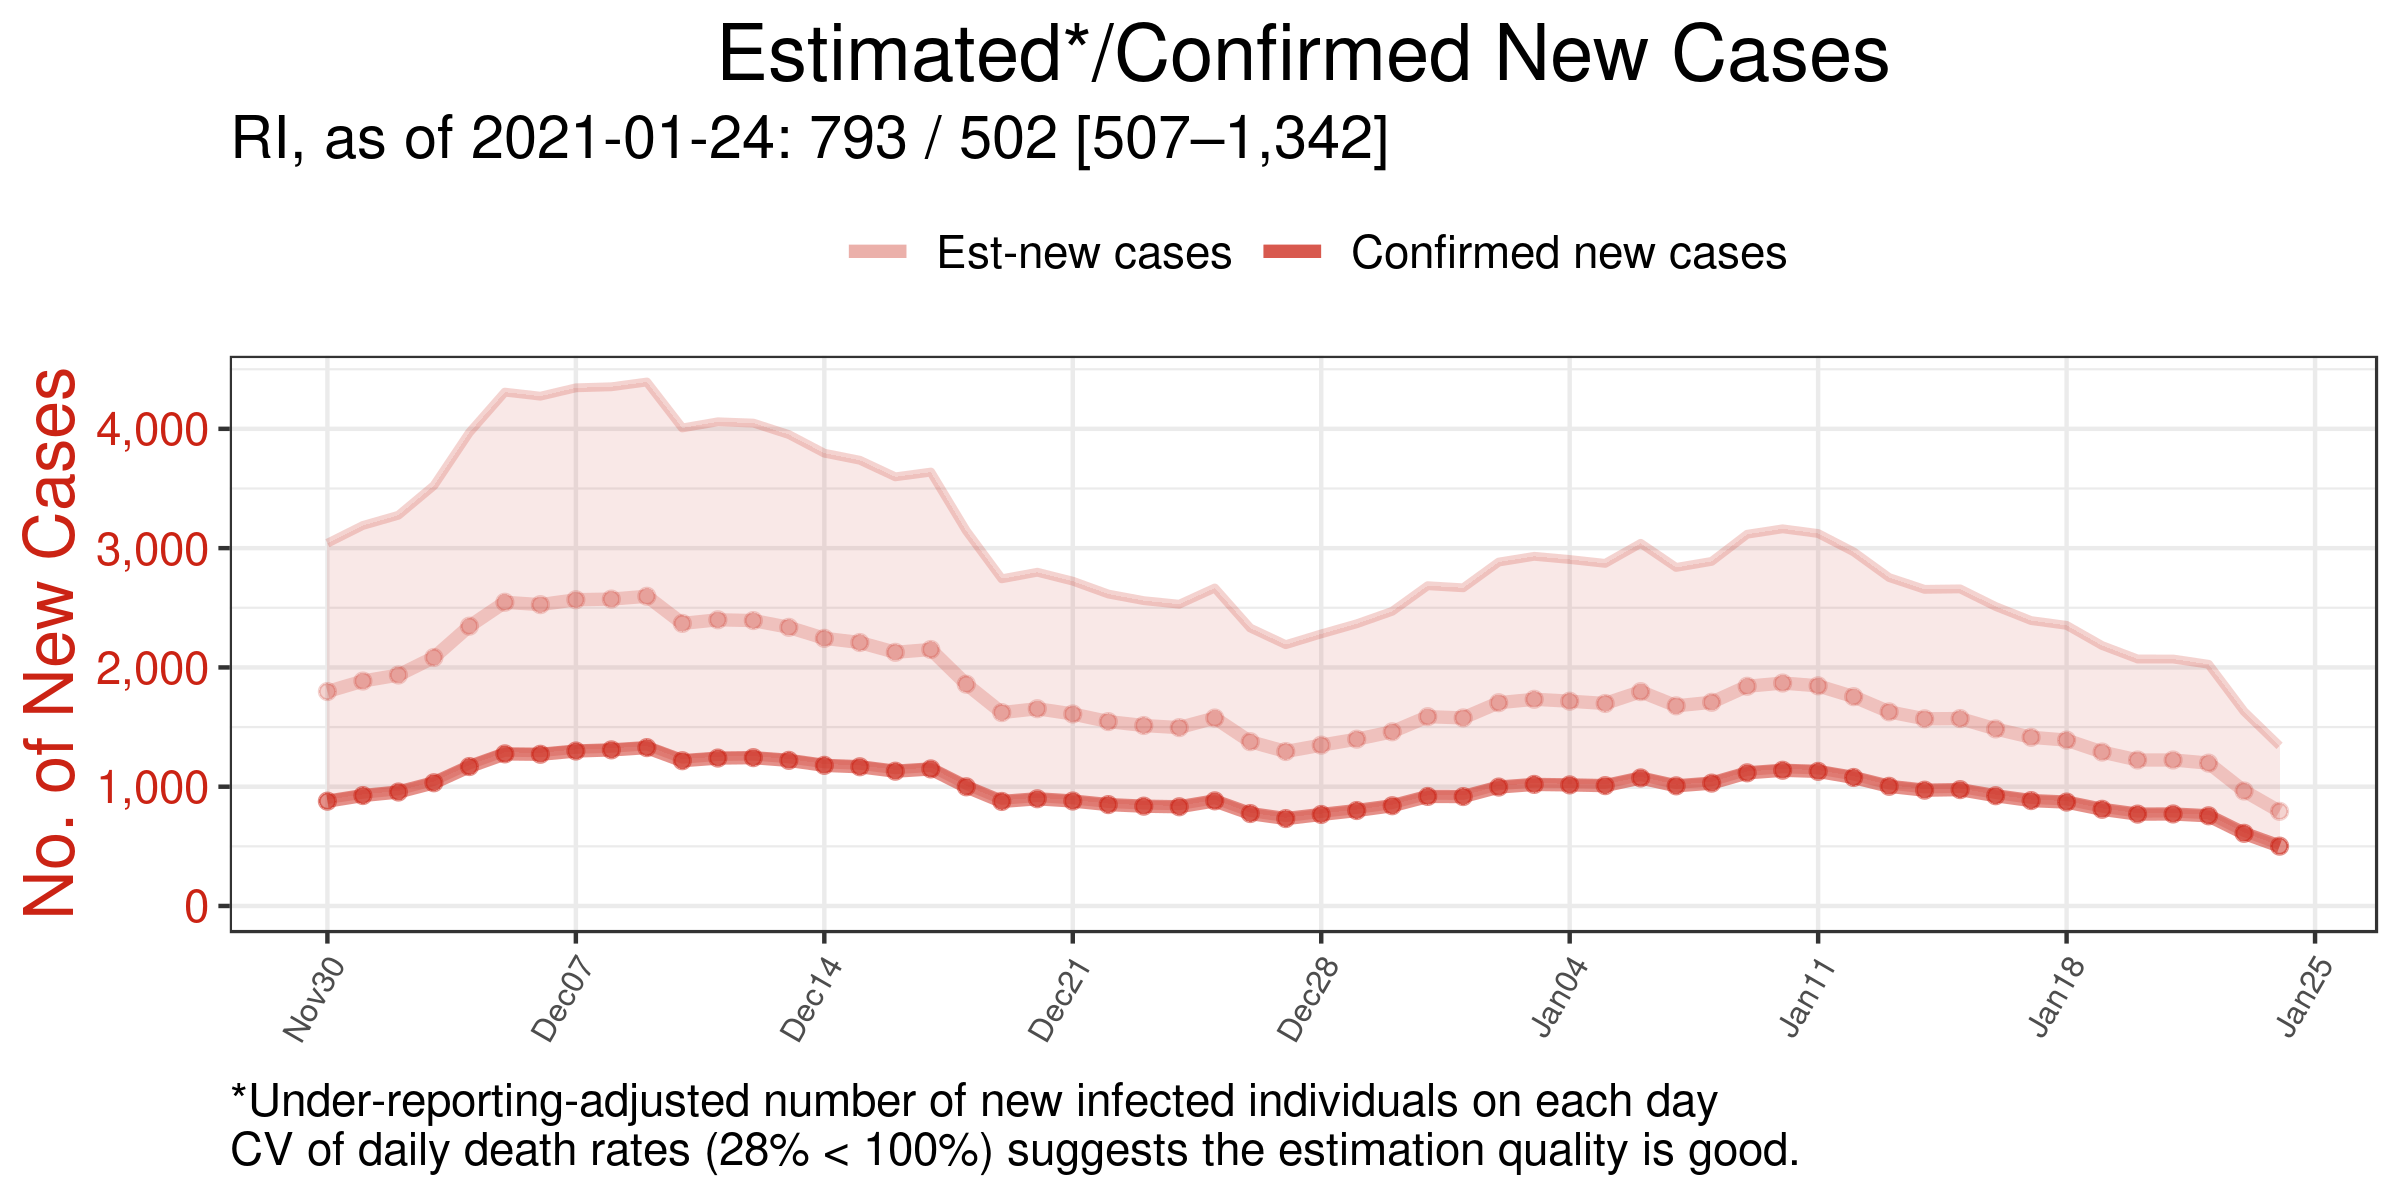 Estimated*/Confirmed New Cases
RI, as of 2021-01-24: 793 / 502 [507–1,342]
Est-new cases
Confirmed new cases
No. of New Cases
4,000
3,000
2,000
1,000
0
Nov30
Dec07
Dec14
Dec21
Dec28
Jan04
Jan11
Jan18
Jan25
*Under-reporting-adjusted number of new infected individuals on each day
CV of daily death rates (28% < 100%) suggests the estimation quality is good.